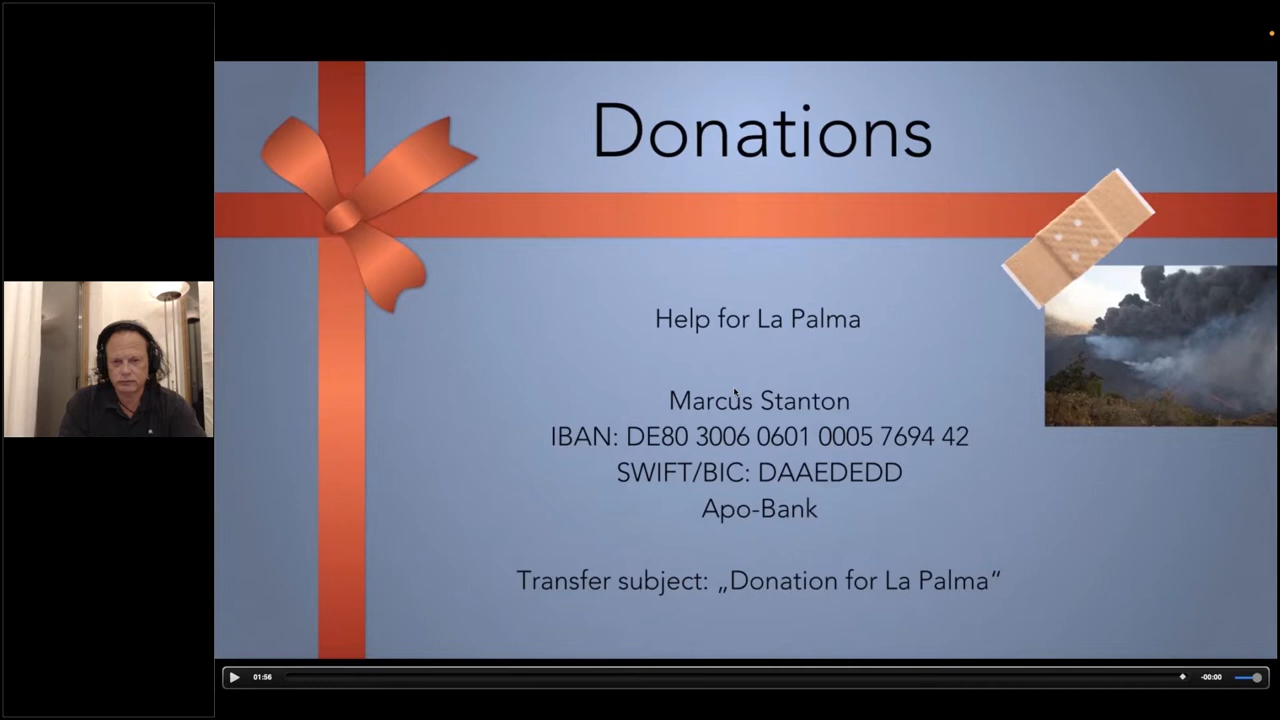 Donations
Help for La Palma
Marcus Stanton
IBAN: DE80 3006 0601 0005 7694 42
SWIFT/BIC: DAAEDEDD
Apo-Bank
Transfer subject: „Donation for La Palma“
01:56
-00:00